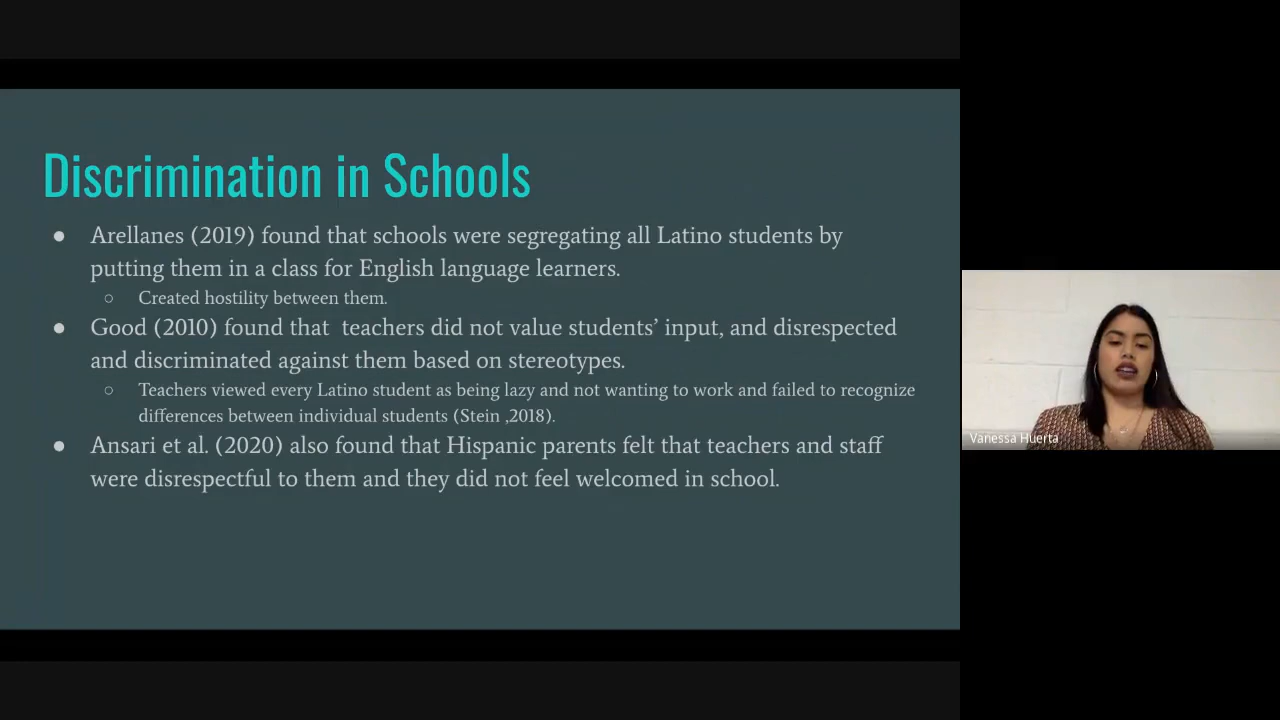 Discrimination in Schools
● Arellanes (2019) found that schools were segregating all Latino students by
putting them in a class for English language learners.
○ Created hostility between them.
● Good (2010) found that  teachers did not value students’ input, and disrespected
and discriminated against them based on stereotypes.
○ Teachers viewed every Latino student as being lazy and not wanting to work and failed to recognize
differences between individual students (Stein ,2018).
● Ansari et al. (2020) also found that Hispanic parents felt that teachers and staff
were disrespectful to them and they did not feel welcomed in school.
Vanessa Huerta